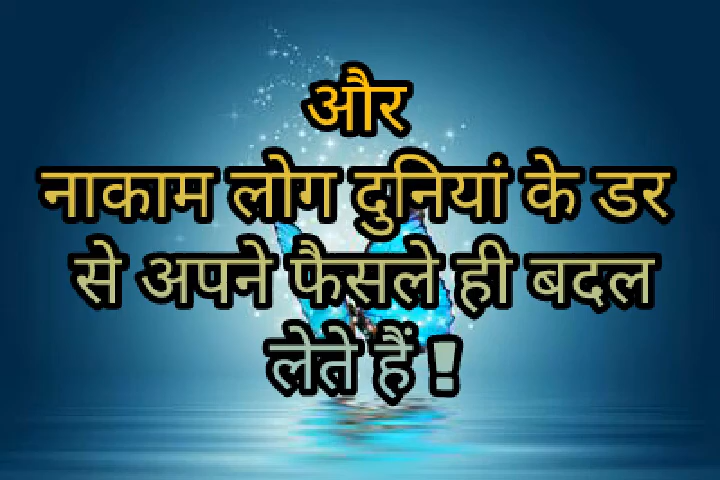 और
नाकाम लोग दुनियां के डर
से अपने फैसले ही बदल
लेते हैं !